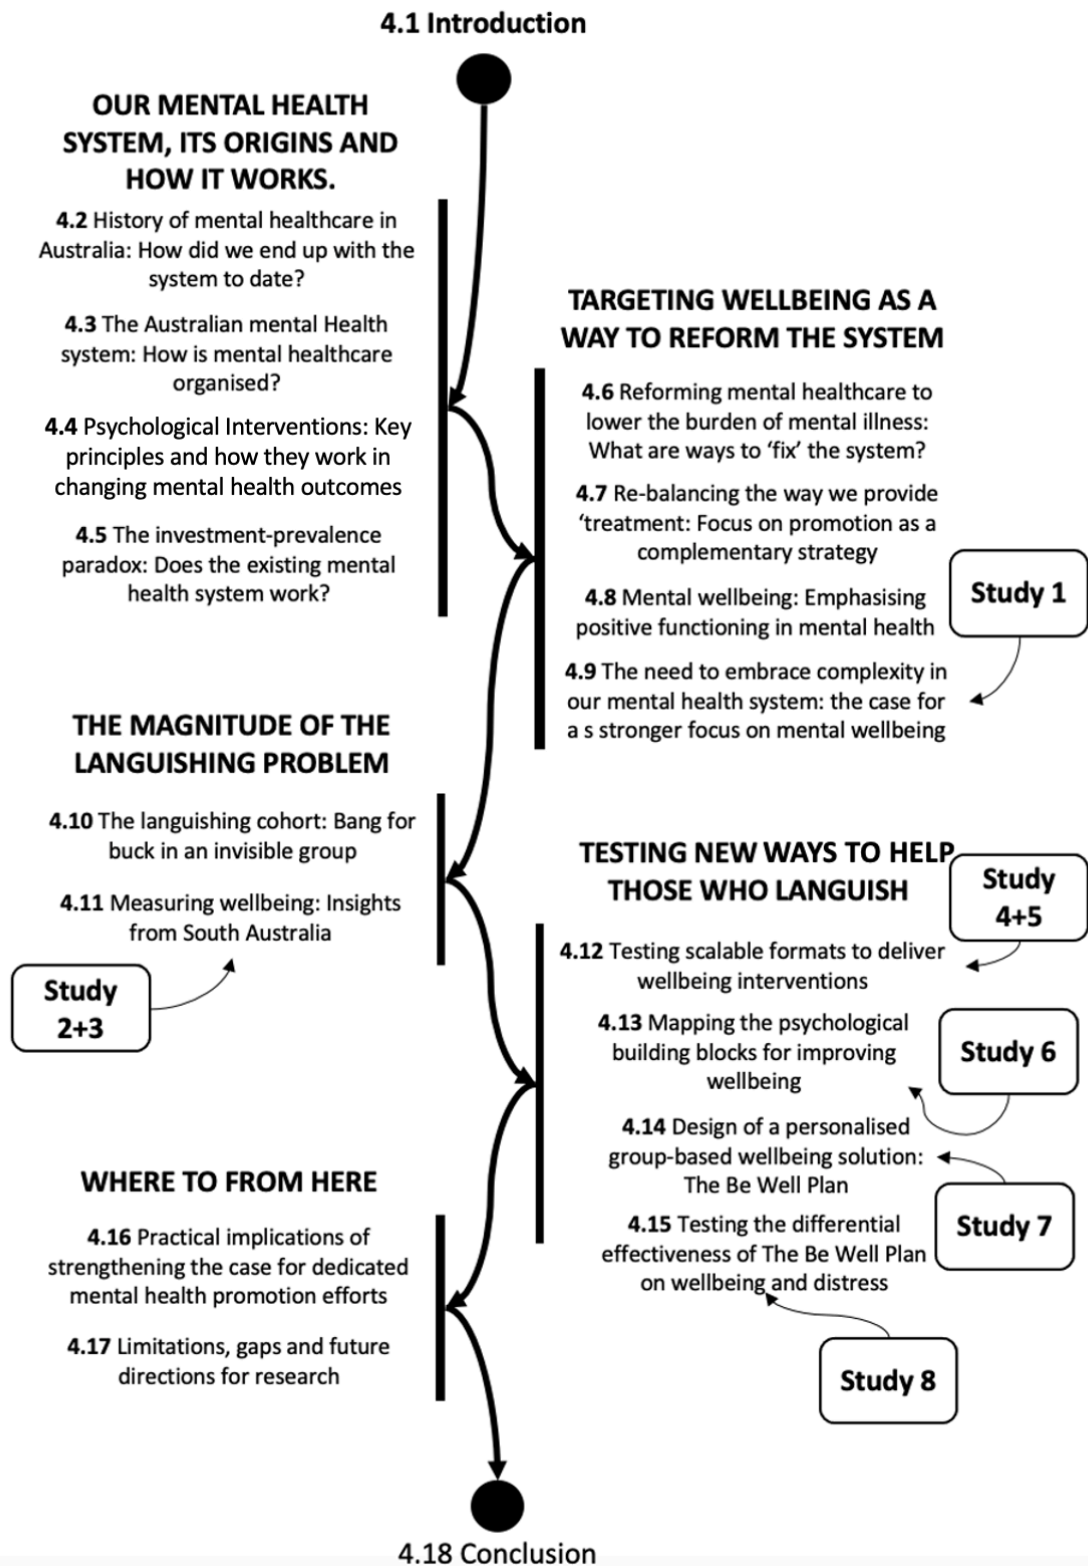 4.1 Introduction
OUR MENTAL HEALTH
SYSTEM, ITS ORIGINS AND
HOW IT WORKS.
4.2 History of mental healthcare in
Australia: How did we end up with the
system to date?
4.3 The Australian mental Health
system: How is mental healthcare
organised?
4.4 Psychological Interventions: Key
principles and how they work in
changing mental health outcomes
4.5 The investment-prevalence
paradox: Does the existing mental
health system work?
TARGETING WELLBEING AS A
WAY TO REFORM THE SYSTEM
4.6 Reforming mental healthcare to
lower the burden of mental illness:
What are ways to ‘fix’ the system?
4.7 Re-balancing the way we provide
‘treatment: Focus on promotion as a
complementary strategy
4.8 Mental wellbeing: Emphasising
positive functioning in mental health
4.9 The need to embrace complexity in
our mental health system: the case for
a s stronger focus on mental wellbeing
Study 1
THE MAGNITUDE OF THE
LANGUISHING PROBLEM
4.10 The languishing cohort: Bang for
buck in an invisible group
4.11 Measuring wellbeing: Insights
from South Australia
Study
2+3
TESTING NEW WAYS TO HELP
THOSE WHO LANGUISH
4.12 Testing scalable formats to deliver
wellbeing interventions
Study
4+5
4.13 Mapping the psychological
building blocks for improving
wellbeing
Study 6
4.14 Design of a personalised
group-based wellbeing solution:
The Be Well Plan
Study 7
4.15 Testing the differential
effectiveness of The Be Well Plan
on wellbeing and distress
Study 8
WHERE TO FROM HERE
4.16 Practical implications of
strengthening the case for dedicated
mental health promotion efforts
4.17 Limitations, gaps and future
directions for research
4.18 Conclusion